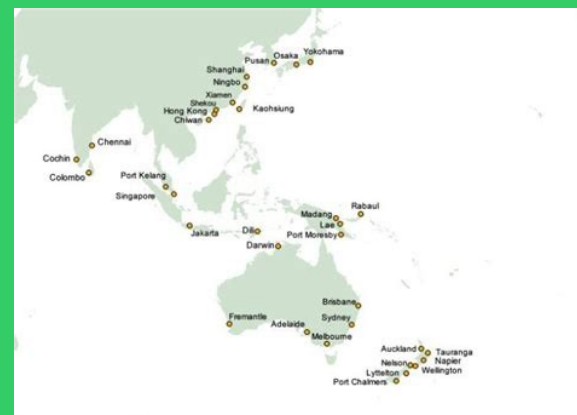 Yokohama
Osaka
Pusan
Shanghai
Ningbo
Xiamen
Shekou
Hong Kong
Kaohsiung
Chiwan
Chennai
Cochin
Colombo
Port Kelang
Singapore
Jakarta
Dili
Darwin
Madang
Rabaul
Lae
Port Moresby
Brisbane
Fremantle
Sydney
Adelaide
Melbourne
Auckland
Tauranga
Napier
Nelson
Wellington
Lyttelton
Port Chalmers